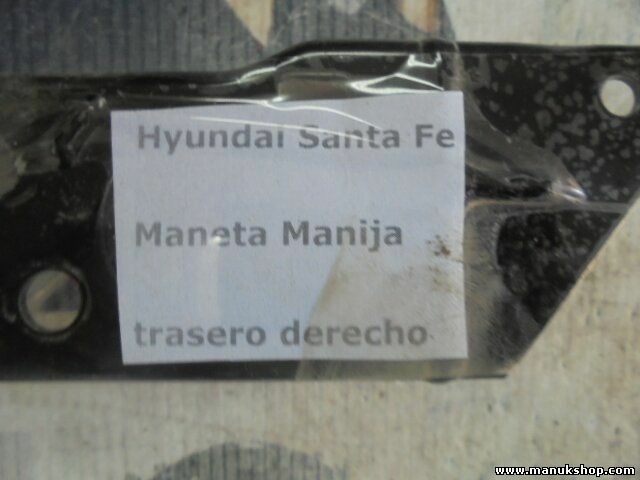 Hyundai Santa Fe
Maneta Manija
trasero derecho
www.manukshop.com